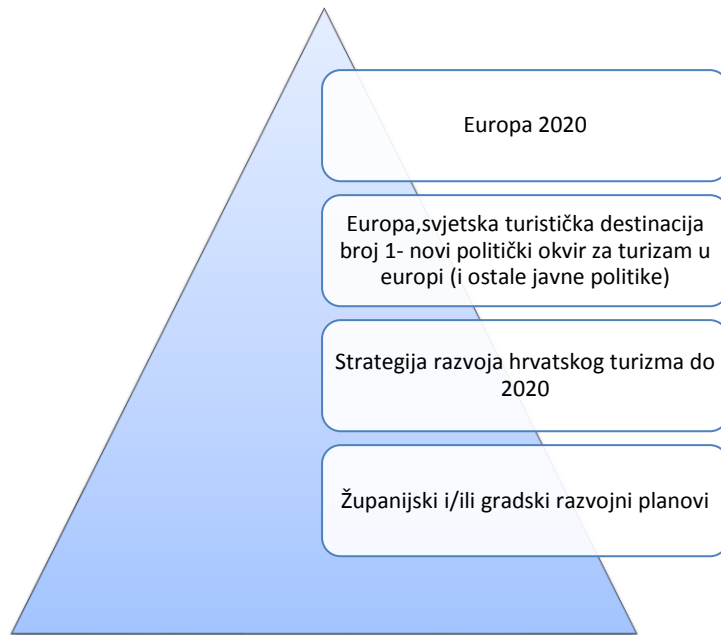 Europa 2020
Europa,svjetska turistička destinacija
broj 1- novi politički okvir za turizam u
europi (i ostale javne politike)
Strategija razvoja hrvatskog turizma do
2020
Županijski i/ili gradski razvojni planovi